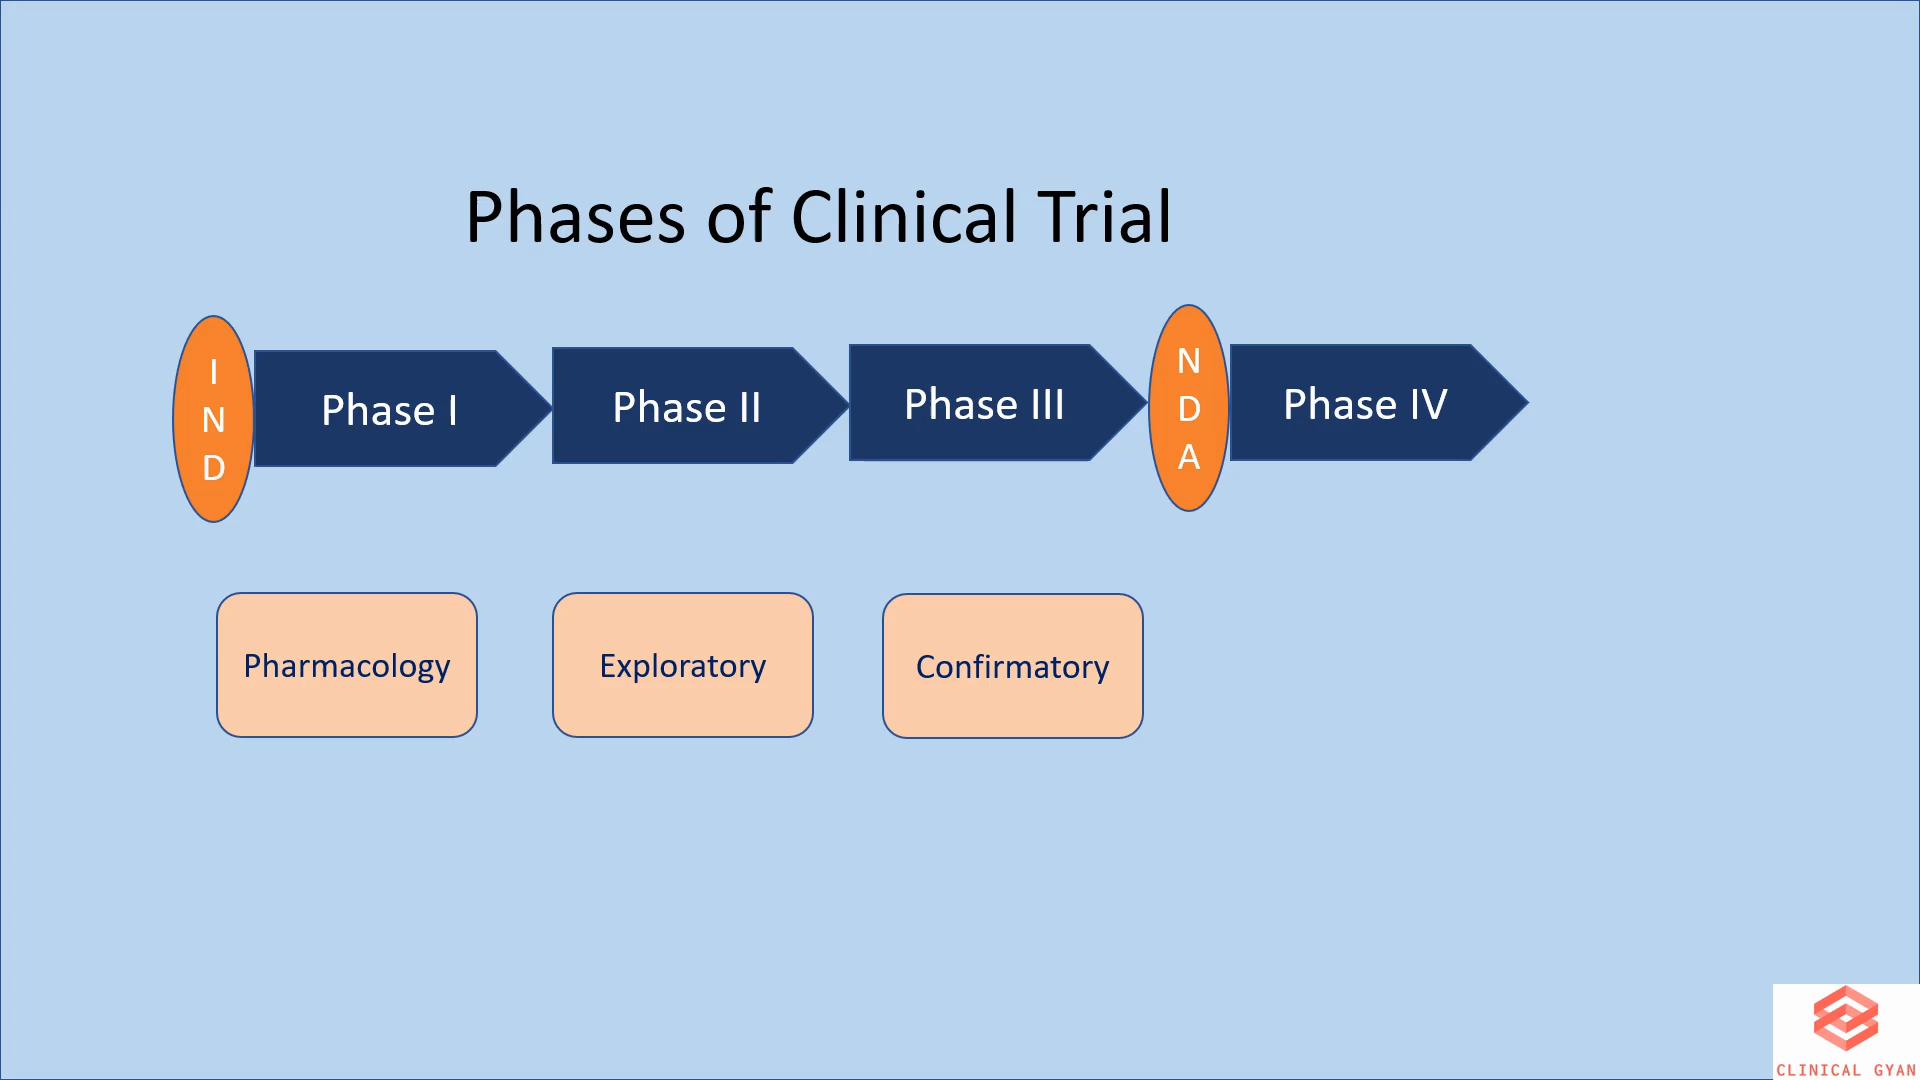 Phases of Clinical Trial
I
N
D
Phase I
Phase II
Phase III
N
D
A
Phase IV
Pharmacology
Exploratory
Confirmatory
CLINICAL GYAN